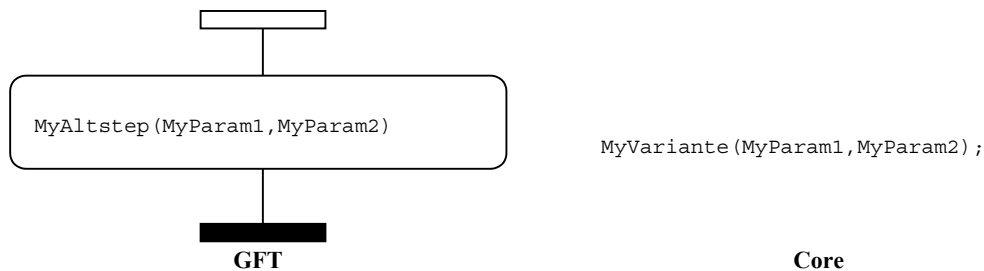 MyAltstep(MyParam1,MyParam2)
MyVariante(MyParam1,MyParam2);
GFT
Core